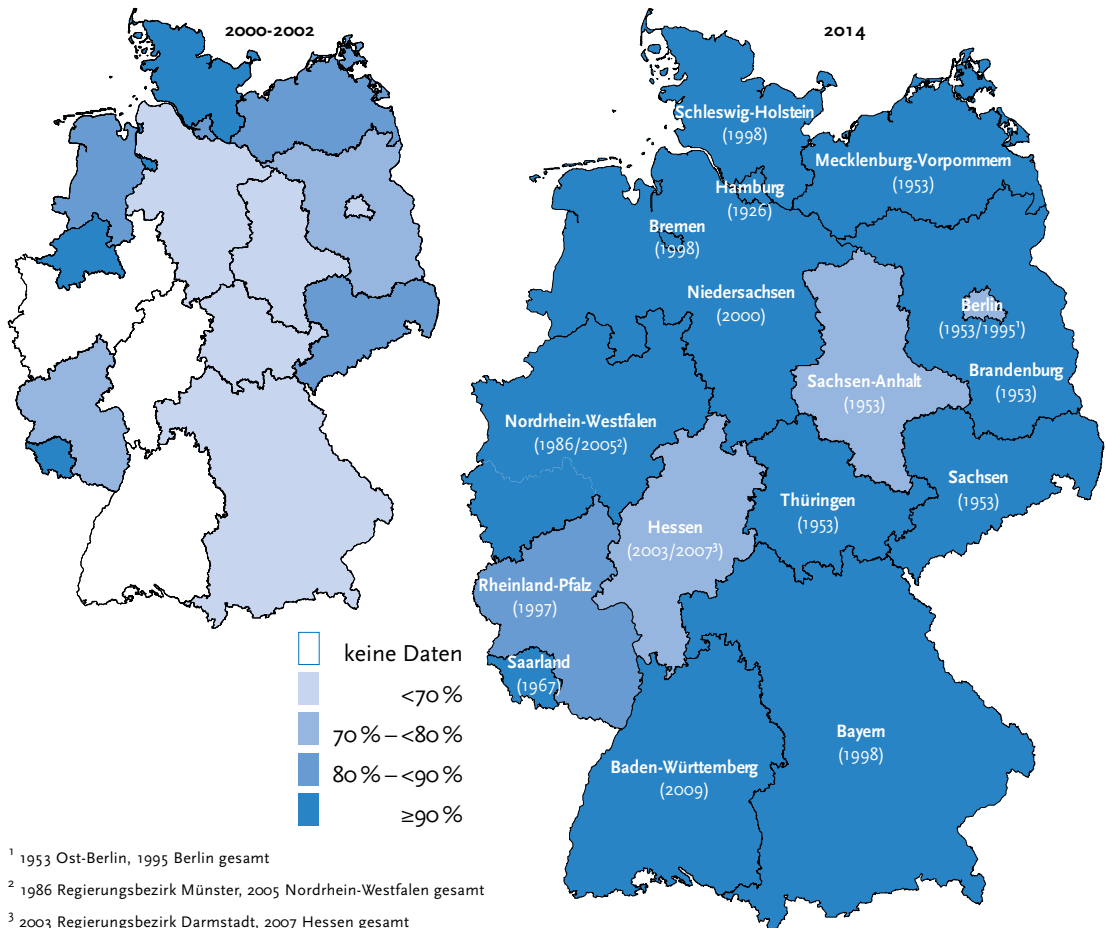 2000-2002
2014
Schleswig-Holstein
(1998)
Mecklenburg-Vorpommern
(1953)
Hamburg
(1926)
Bremen
(1998)
Niedersachsen
(2000)
Berlin
(1953/1995¹)
Brandenburg
(1953)
Sachsen-Anhalt
(1953)
Nordrhein-Westfalen
(1986/2005²)
Sachsen
(1953)
Thüringen
(1953)
Hessen
(2003/2007³)
Rheinland-Pfalz
(1997)
Saarland
(1967)
Bayern
(1998)
Baden-Württemberg
(2009)
keine Daten
<70 %
70 % – <80 %
80 % – <90 %
≥90 %
¹ 1953 Ost-Berlin, 1995 Berlin gesamt
² 1986 Regierungsbezirk Münster, 2005 Nordrhein-Westfalen gesamt
³ 2003 Regierungsbezirk Darmstadt, 2007 Hessen gesamt